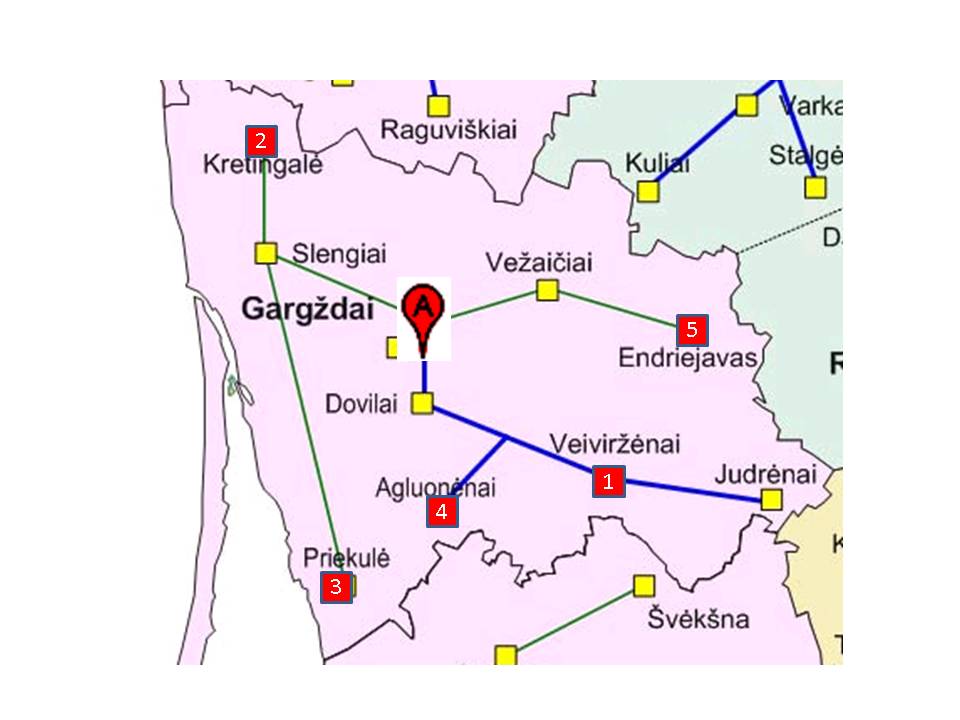 Varka
Raguviškiai
2
Kretingalė
Kuliai
Stalgė
D
Slengiai
Vežaičiai
Gargždai
A
5
Endriejavas
R
Dovilai
Veiviržėnai
1
Judrėnai
Agluonėnai
4
K
Priekulė
3
Švėkšna